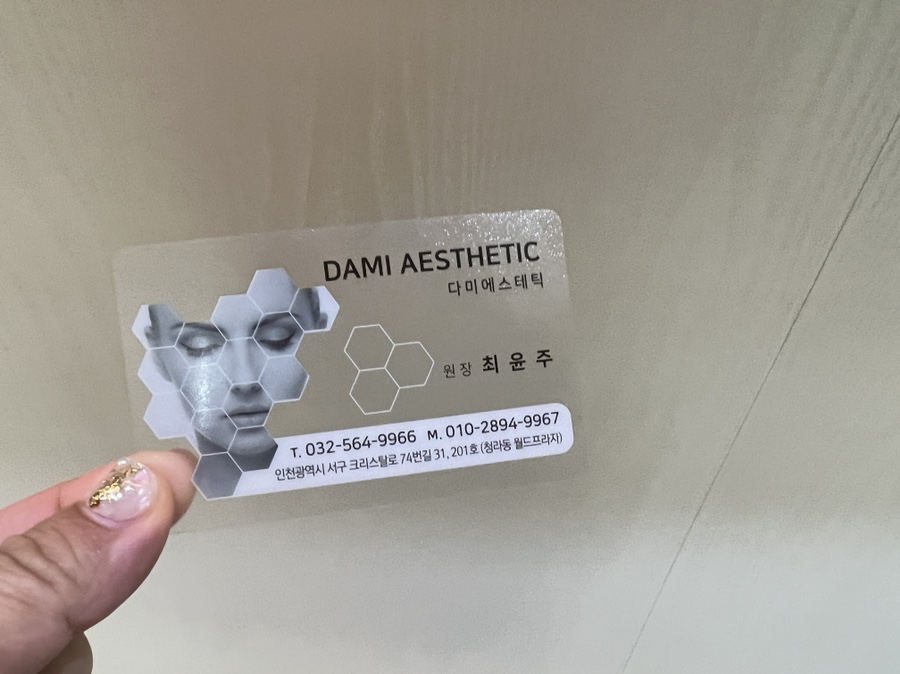 DAMI AESTHETIC
다미에스테틱
원장 최윤주
T. 032-564-9966 M. 010-2894-9967
인천광역시 서구 크리스탈로 74번길 31, 201호 (청라동 월드프라자)